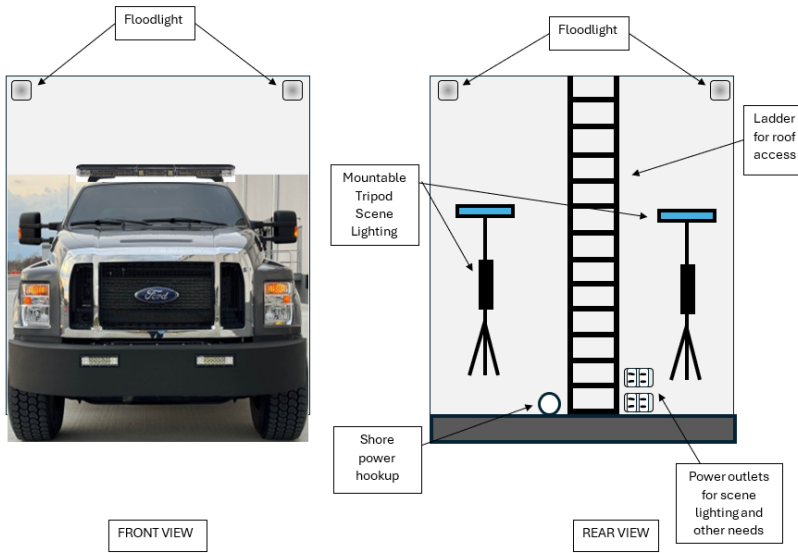 Floodlight
Floodlight
Ladder
for roof
access
Mountable
Tripod
Scene
Lighting
Ford
Shore
power
hookup
Power outlets
for scene
lighting and
other needs
FRONT VIEW
REAR VIEW